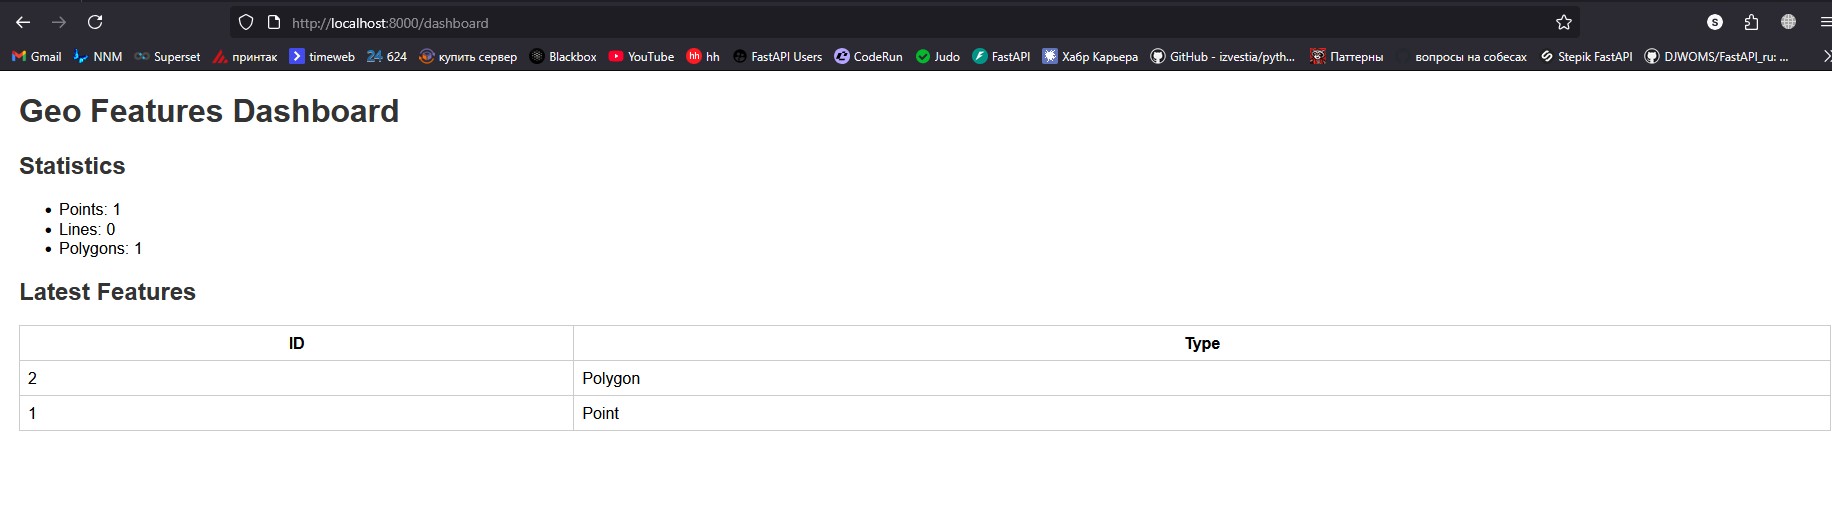 http://localhost:8000/dashboard
S
Gmail NNM Superset принтак timeweb 24 624 купить сервер Blackbox YouTube hh hh FastAPI Users CodeRun Judo FastAPI Хабр Карьера GitHub - izvestia/pyth... Паттерны вопросы на собесах Stepik FastAPI DJWOMS/FastAPI_ru: ...
Geo Features Dashboard
Statistics
• Points: 1
• Lines: 0
• Polygons: 1
Latest Features
ID Type
2 Polygon
1 Point